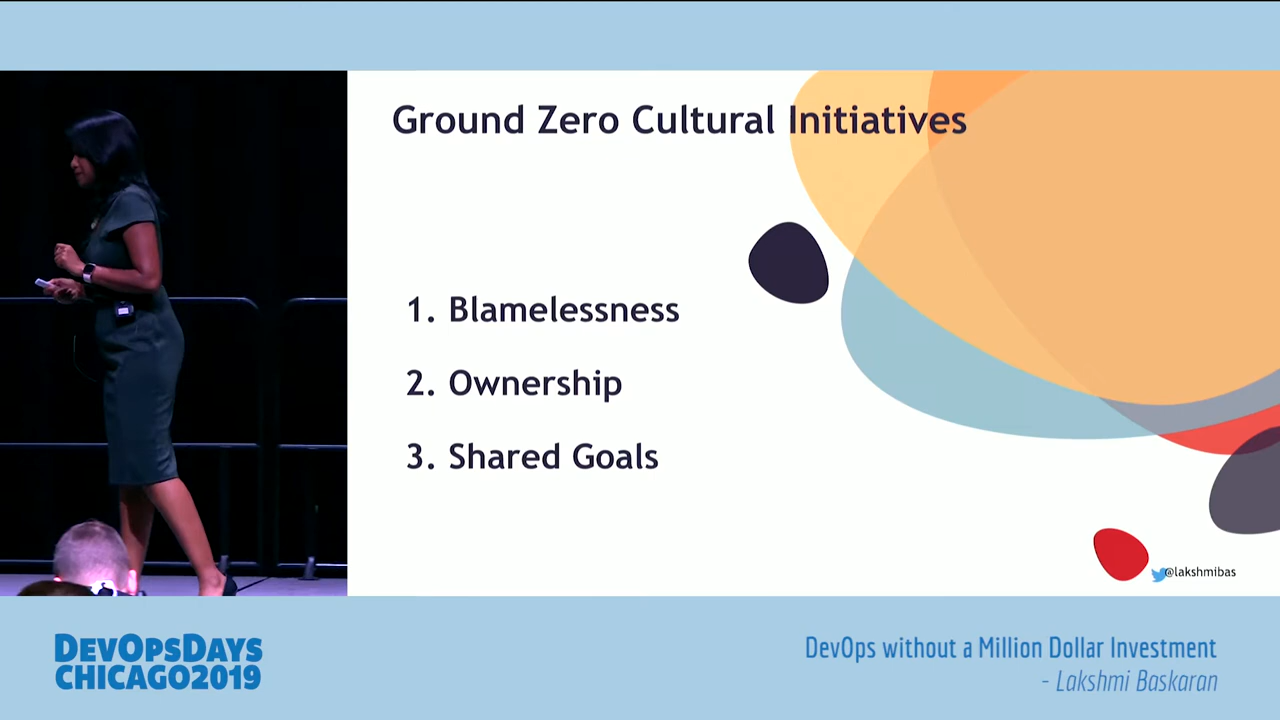 Ground Zero Cultural Initiatives
1. Blamelessness
2. Ownership
3. Shared Goals
@lakshmibas
DEVOPSDAYS
CHICAGO2019
DevOps without a Million Dollar Investment
- Lakshmi Baskaran